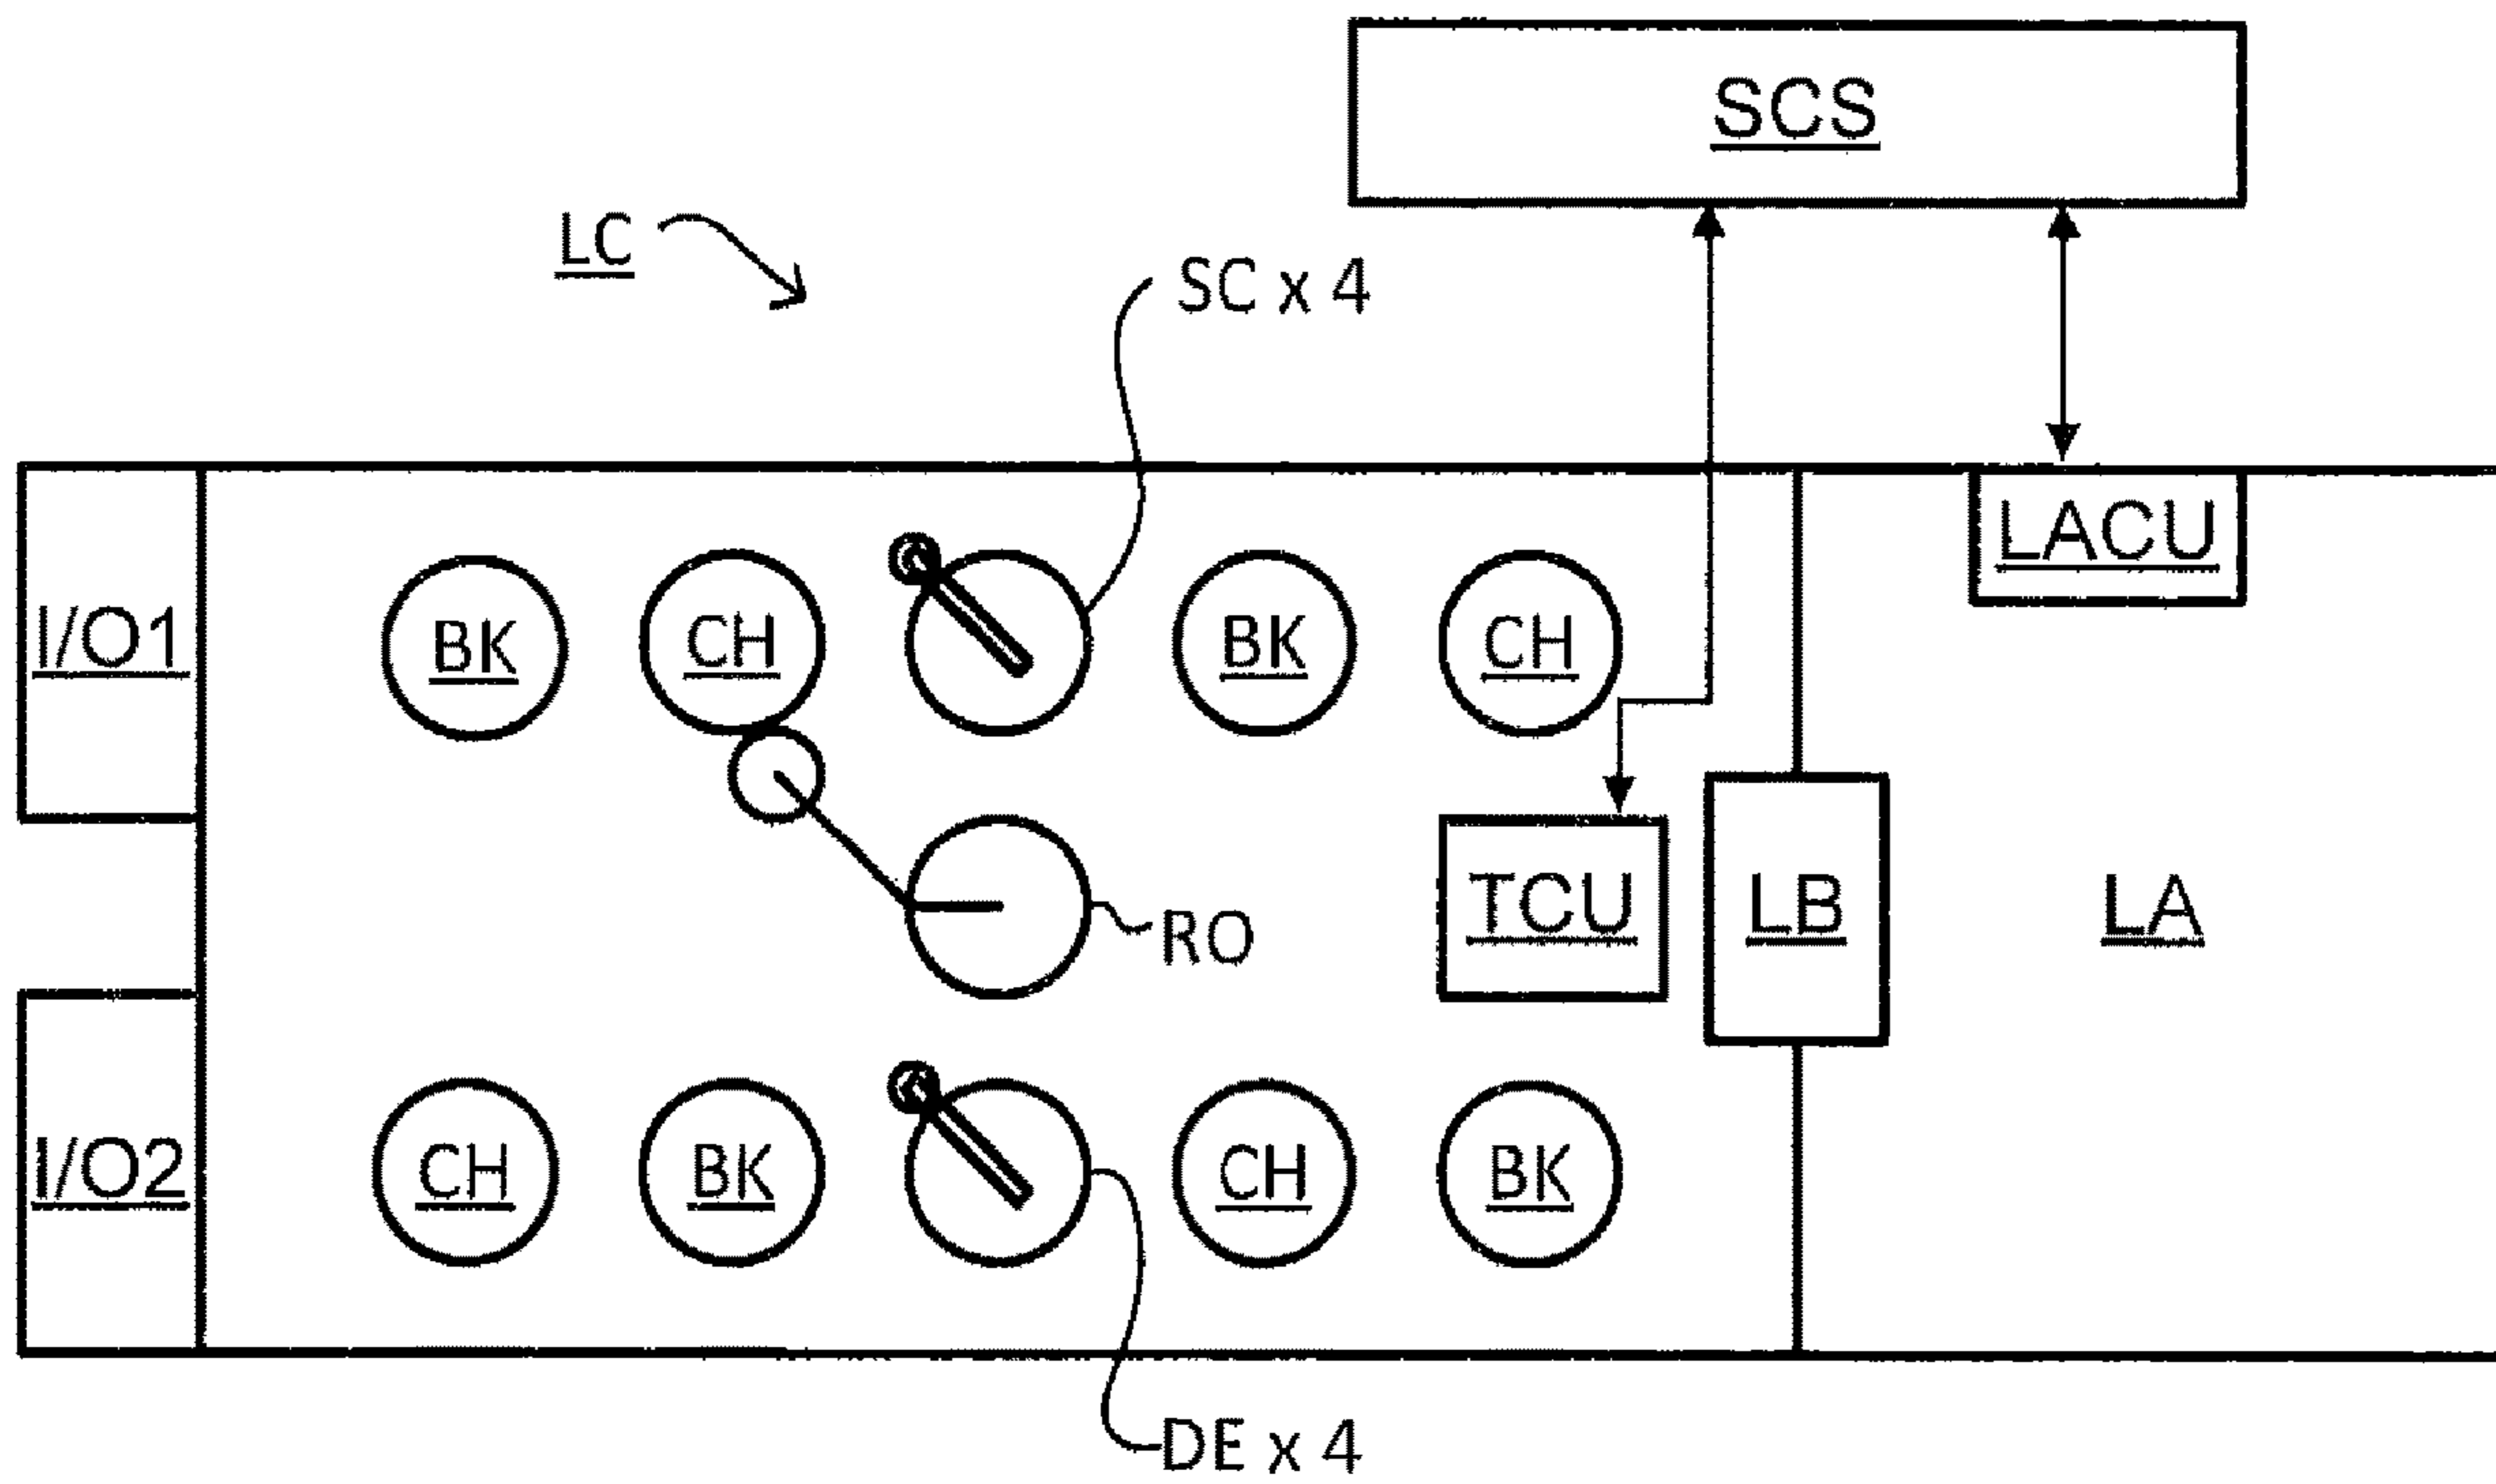 SCS
LC
SC x 4
LACU
I/O1
BK
CH
BK
CH
TCU
LB
LA
RO
I/O2
CH
BK
CH
BK
DE x 4